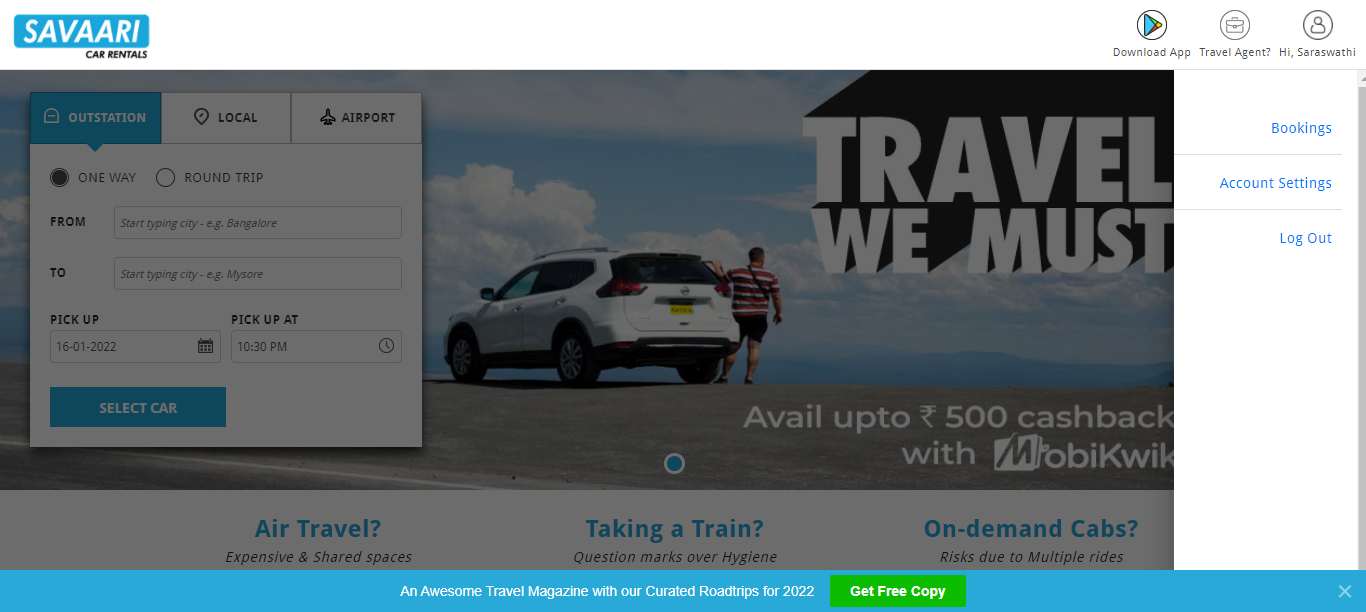 SAVAARI
CAR RENTALS
Download App
Travel Agent?
Hi, Saraswathi
OUTSTATION
LOCAL
AIRPORT
ONE WAY
ROUND TRIP
FROM
Start typing city - e.g. Bangalore
TO
Start typing city - e.g. Mysore
PICK UP
PICK UP AT
16-01-2022
10:30 PM
SELECT CAR
TRAVEL
WE MUST
Avail upto ₹ 500 cashback
with MobiKwik
Bookings
Account Settings
Log Out
Air Travel?
Expensive & Shared spaces
Taking a Train?
Question marks over Hygiene
On-demand Cabs?
Risks due to Multiple rides
An Awesome Travel Magazine with our Curated Roadtrips for 2022
Get Free Copy